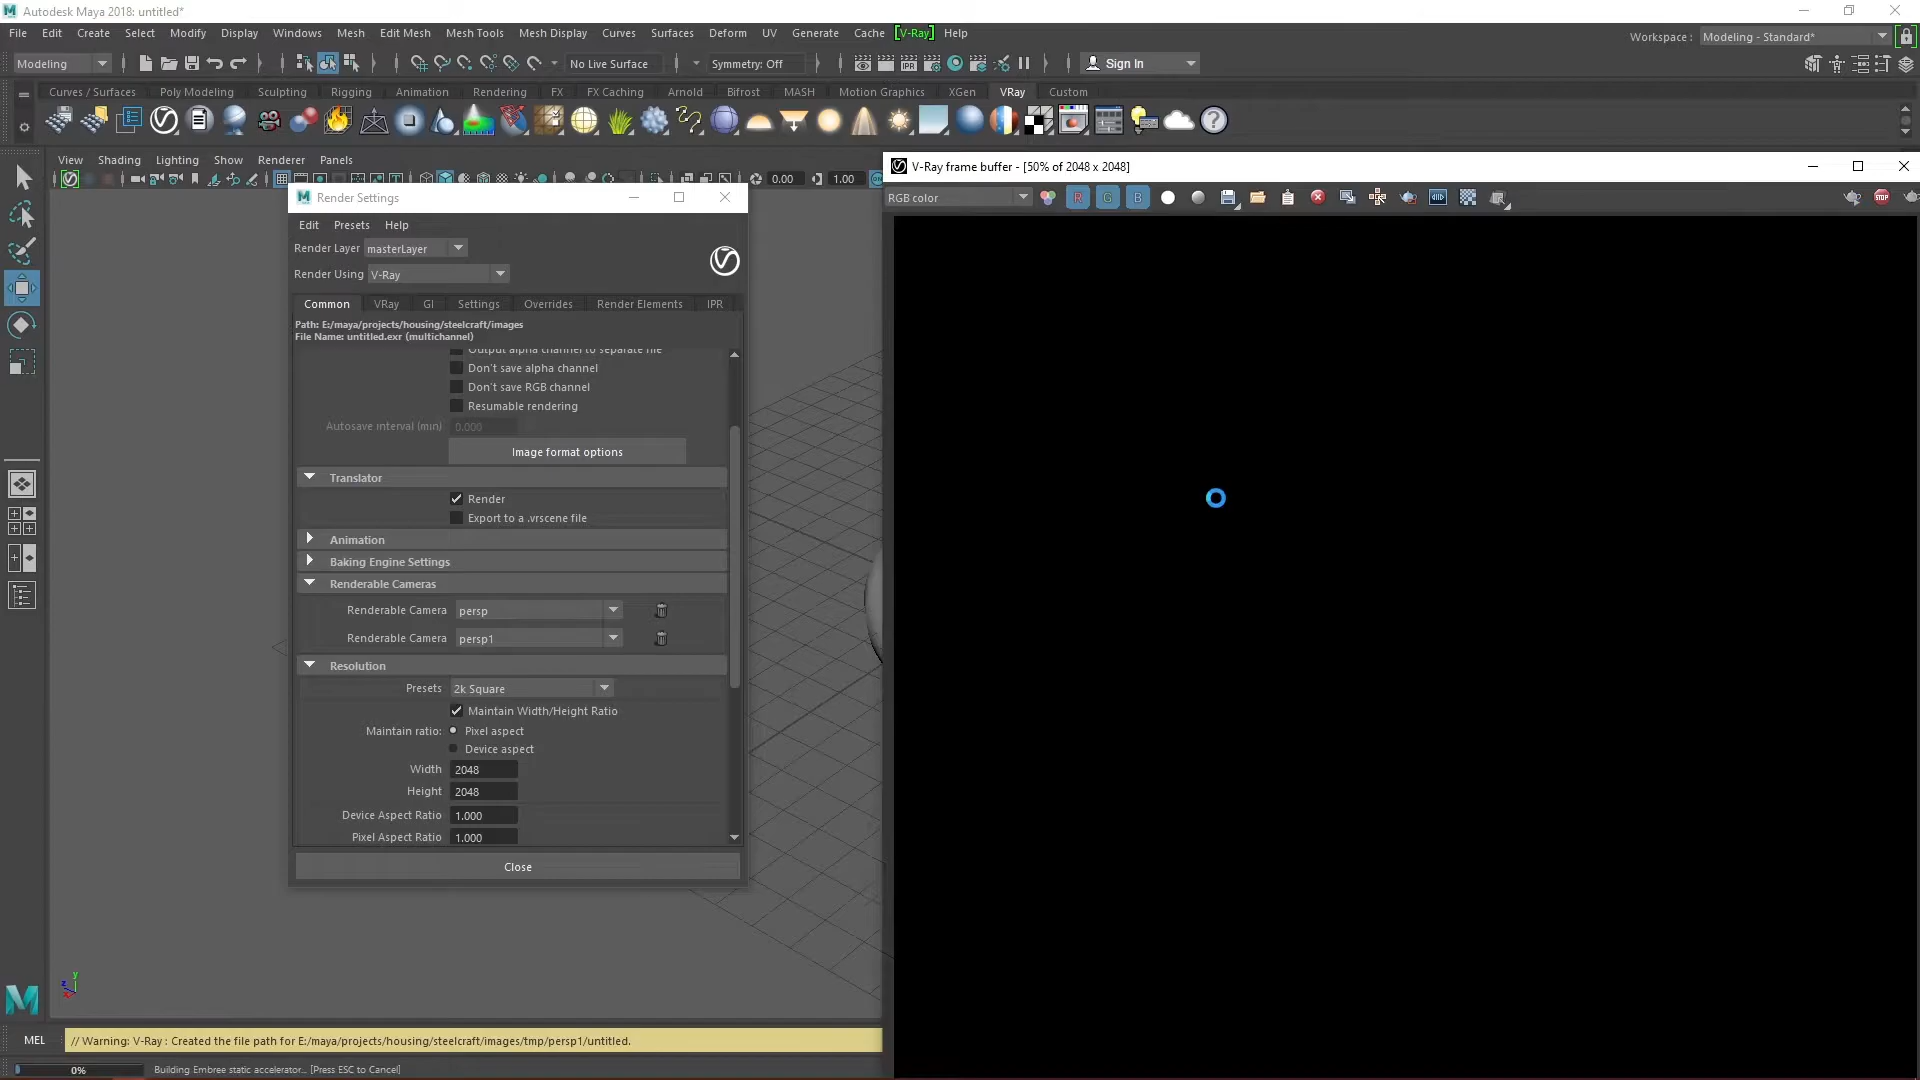 Autodesk Maya 2018: untitled*
File Edit Create Select Modify Display Windows Mesh Edit Mesh Mesh Tools Mesh Display Curves Surfaces Deform UV Generate Cache [V-Ray] Help
Workspace : Modeling - Standard*
Modeling No Live Surface Symmetry: Off IPR Sign In
Curves / Surfaces Poly Modeling Sculpting Rigging Animation Rendering FX FX Caching Arnold Bifrost MASH Motion Graphics XGen VRay Custom
View Shading Lighting Show Renderer Panels
0.00 1.00
V-Ray frame buffer - [50% of 2048 x 2048]
RGB color R G B STOP
Render Settings
Edit Presets Help
Render Layer masterLayer
Render Using V-Ray
Common VRay GI Settings Overrides Render Elements IPR
Path: E:/maya/projects/housing/steelcraft/images
File Name: untitled.exr (multichannel)
Output alpha channel to separate file
Don't save alpha channel
Don't save RGB channel
Resumable rendering
Autosave interval (min) 0.000
Image format options
Translator
Render
Export to a .vrscene file
Animation
Baking Engine Settings
Renderable Cameras
Renderable Camera persp
Renderable Camera persp1
Resolution
Presets 2k Square
Maintain Width/Height Ratio
Maintain ratio: Pixel aspect
Device aspect
Width 2048
Height 2048
Device Aspect Ratio 1.000
Pixel Aspect Ratio 1.000
Close
y
z
x
M
MEL // Warning: V-Ray : Created the file path for E:/maya/projects/housing/steelcraft/images/tmp/persp1/untitled.
0% Building Embree static accelerator... [Press ESC to Cancel]